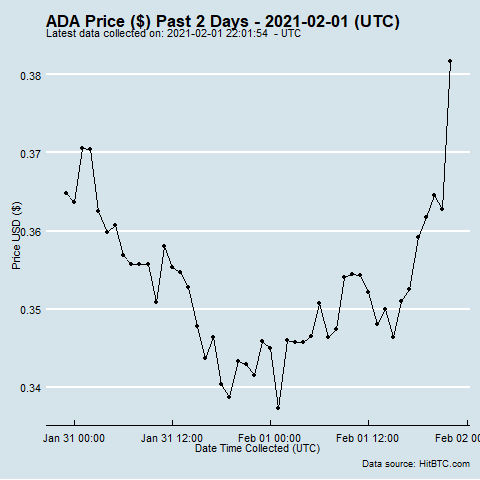 ADA Price ($) Past 2 Days - 2021-02-01 (UTC)
Latest data collected on: 2021-02-01 22:01:54 - UTC
0.38
0.37
0.36
0.35
0.34
Price USD ($)
Jan 31 00:00
Jan 31 12:00
Feb 01 00:00
Feb 01 12:00
Feb 02 0
Date Time Collected (UTC)
Data source: HitBTC.com